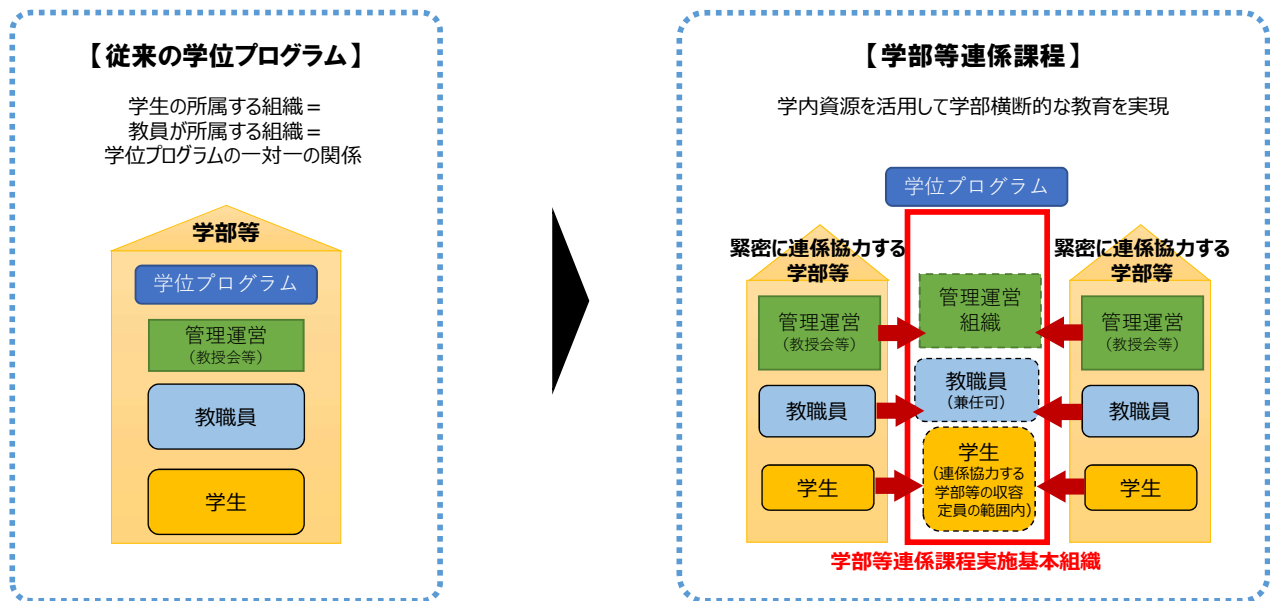 【従来の学位プログラム】
学生の所属する組織＝
教員が所属する組織＝
学位プログラムの一対一の関係
学部等
学位プログラム
管理運営
（教授会等）
教職員
学生
【学部等連係課程】
学内資源を活用して学部横断的な教育を実現
学位プログラム
緊密に連係協力する
学部等
管理運営
（教授会等）
教職員
学生
管理運営
組織
教職員
（兼任可）
学生
（連係協力する
学部等の収容
定員の範囲内）
緊密に連係協力する
学部等
管理運営
（教授会等）
教職員
学生
学部等連係課程実施基本組織